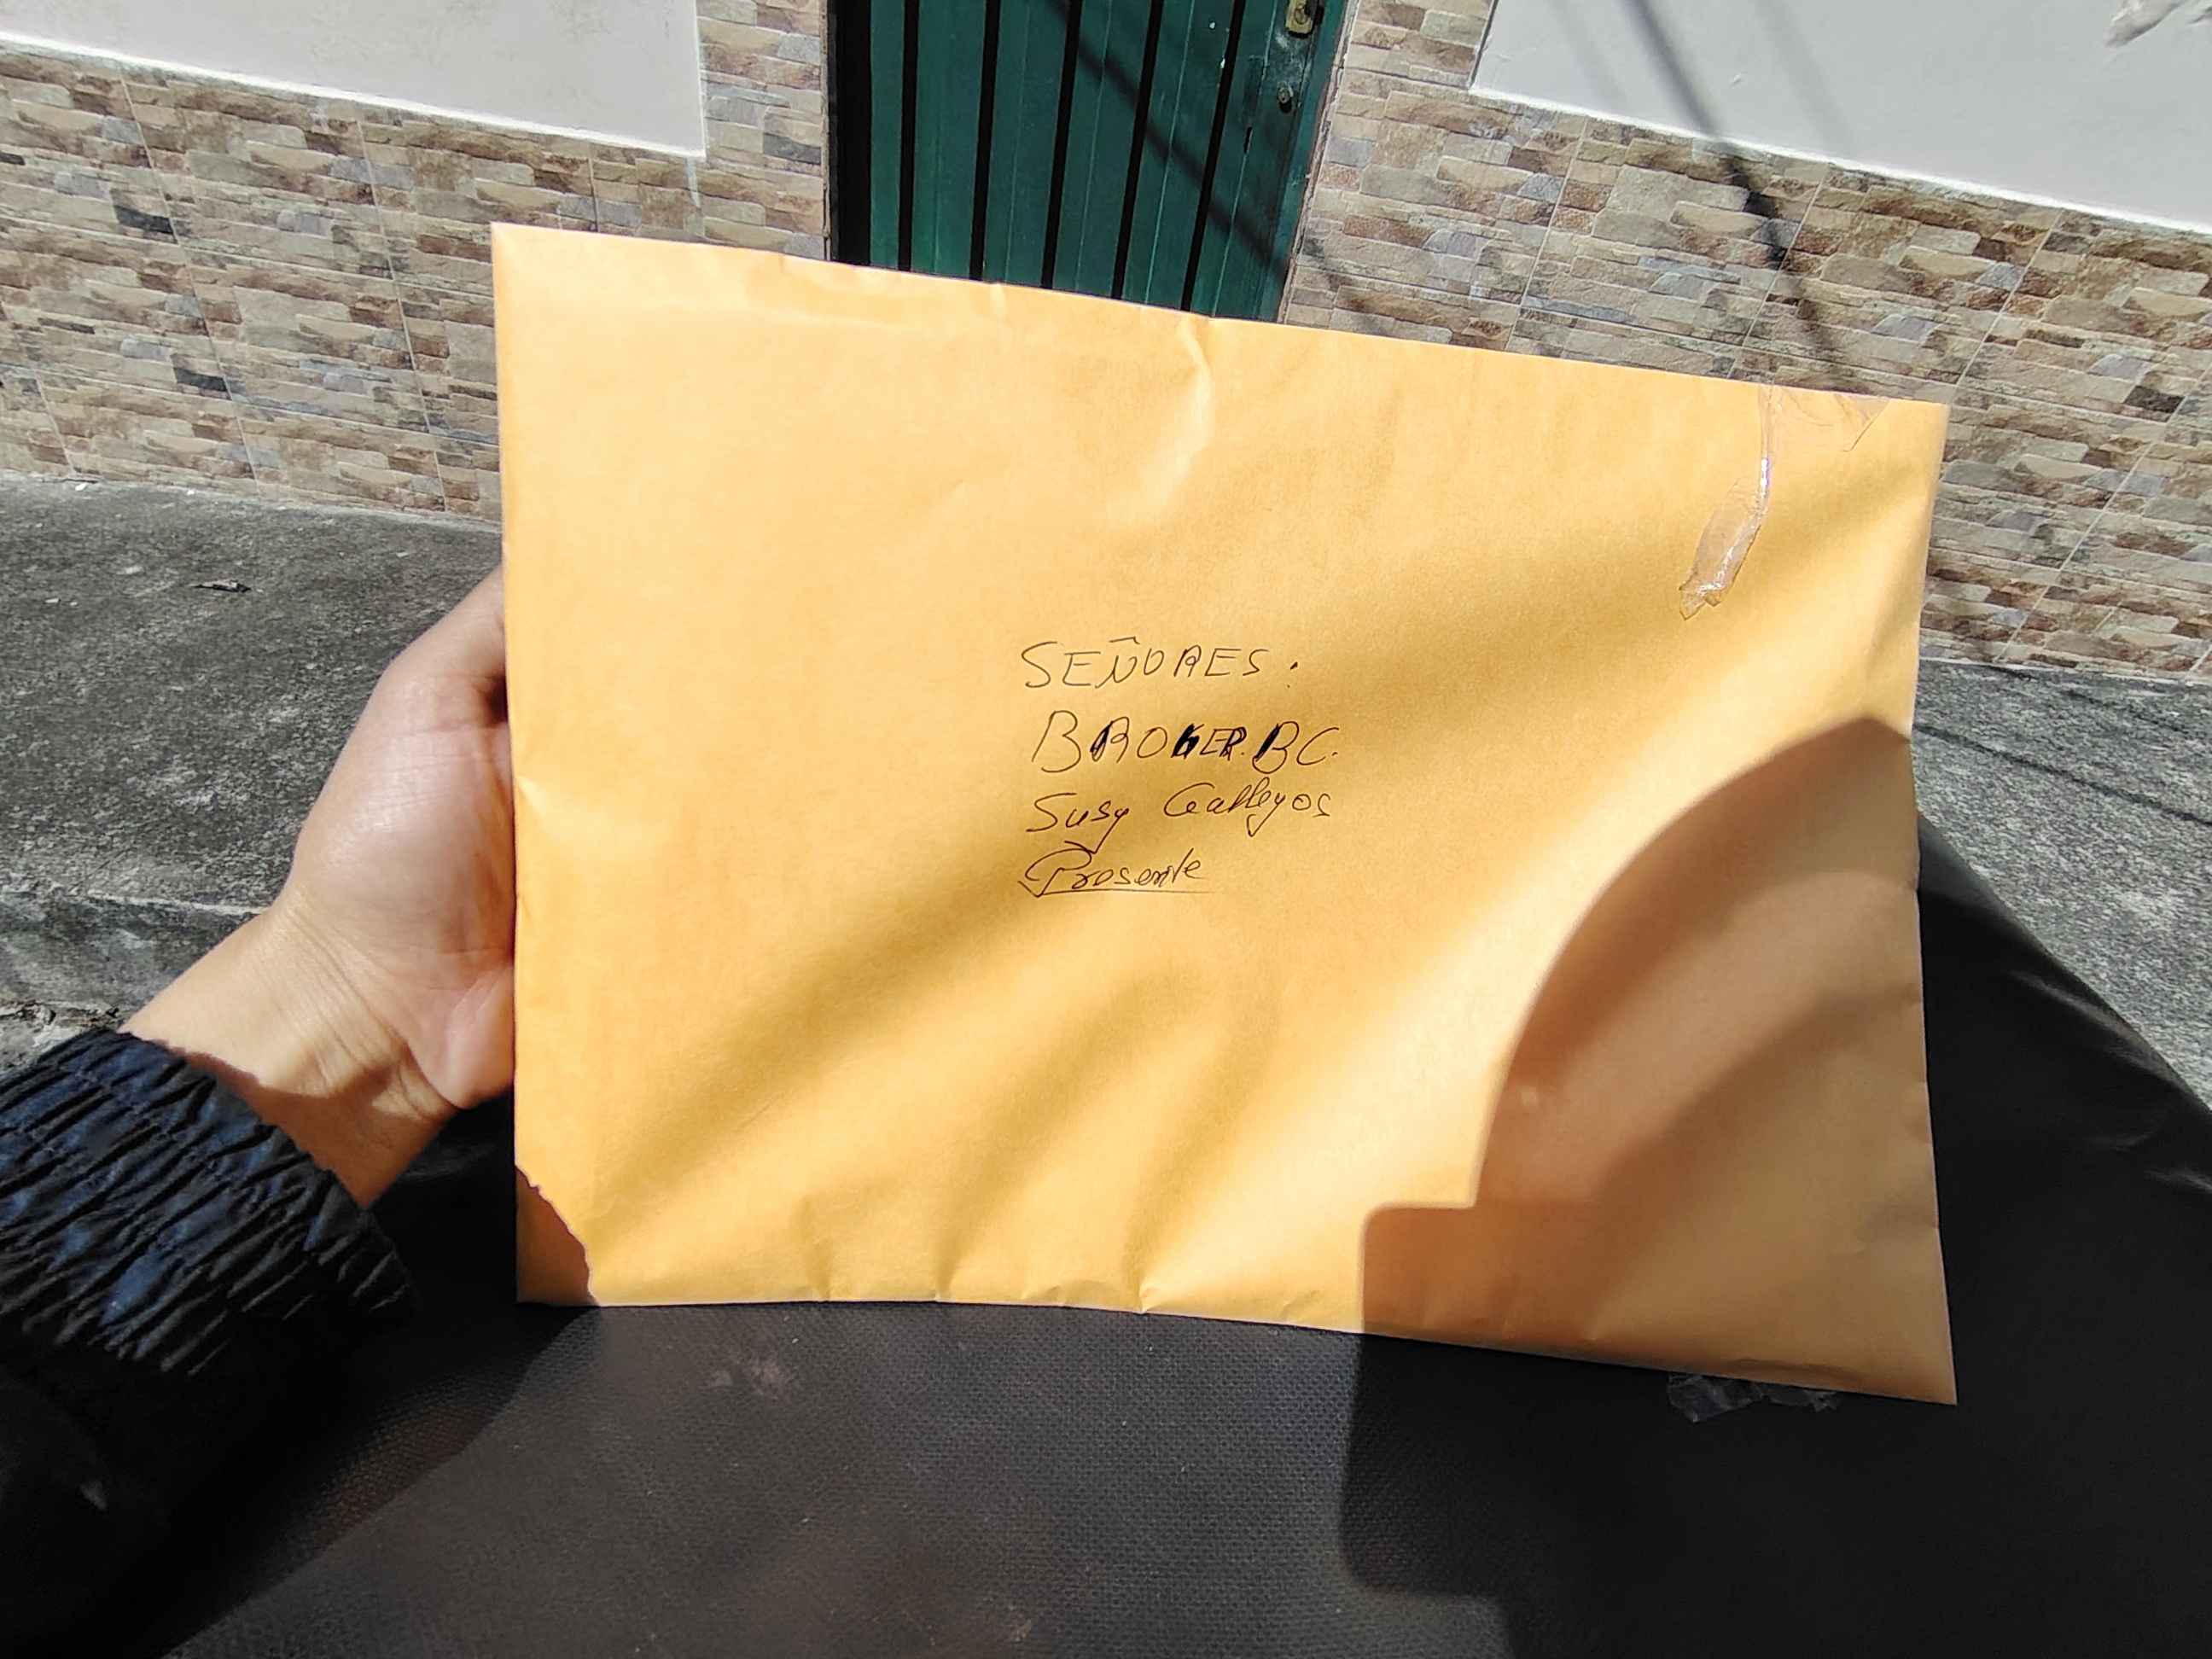 SEÑORES:
BROKER.BC.
Susy Gallegos
Presente